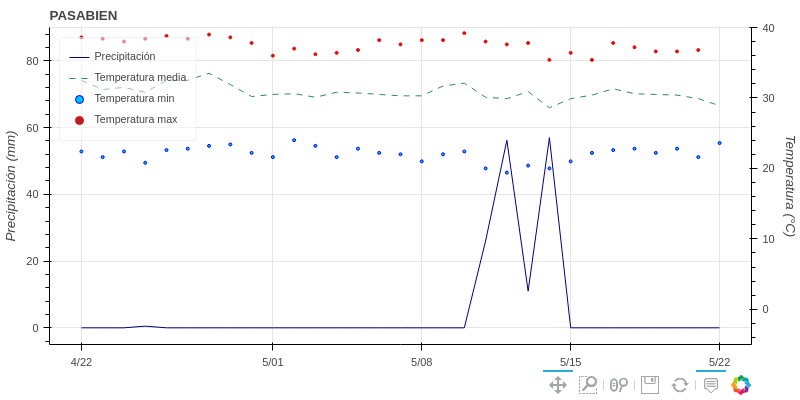 PASABIEN
Precipitación
Temperatura media
Temperatura min
Temperatura max
80
60
40
20
0
Precipitación (mm)
40
30
20
10
0
Temperatura (°C)
4/22
5/01
5/08
5/15
5/22